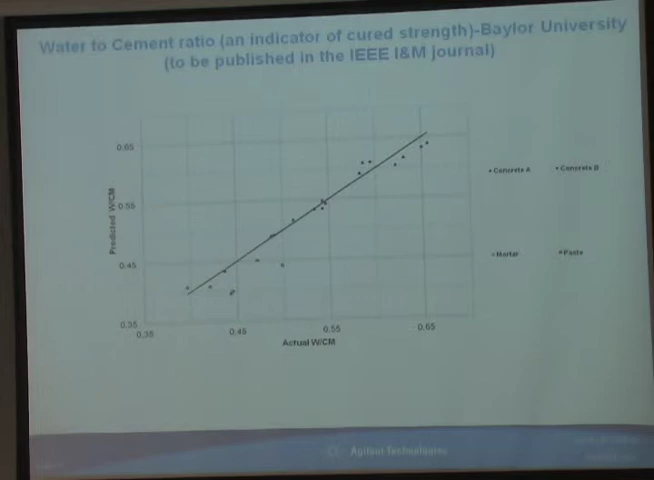 Water to Cement ratio (an indicator of cured strength)-Baylor University
(to be published in the IEEE I&M journal)
0.65
0.55
0.45
0.35
Predicted W/CM
0.35 0.45 0.55 0.65
Actual W/CM
Concrete A Concrete B
Mortar Paste
Agilent Technologies